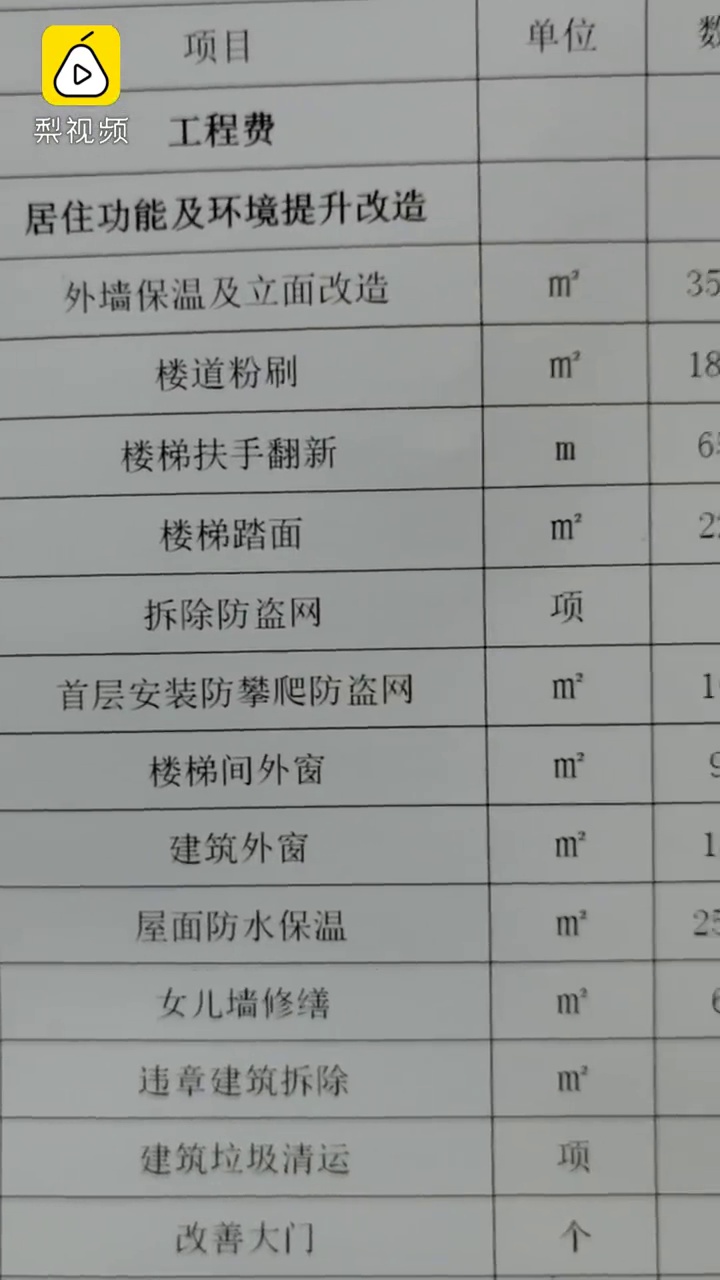 项目 单位
梨视频
工程费
居住功能及环境提升改造
外墙保温及立面改造 m² 35
楼道粉刷 m² 18
楼梯扶手翻新 m 6
楼梯踏面 m² 2
拆除防盗网 项
首层安装防攀爬防盗网 m² 1
楼梯间外窗 m² 9
建筑外窗 m² 1
屋面防水保温 m² 25
女儿墙修缮 m² 6
违章建筑拆除 m²
建筑垃圾清运 项
改善大门 个